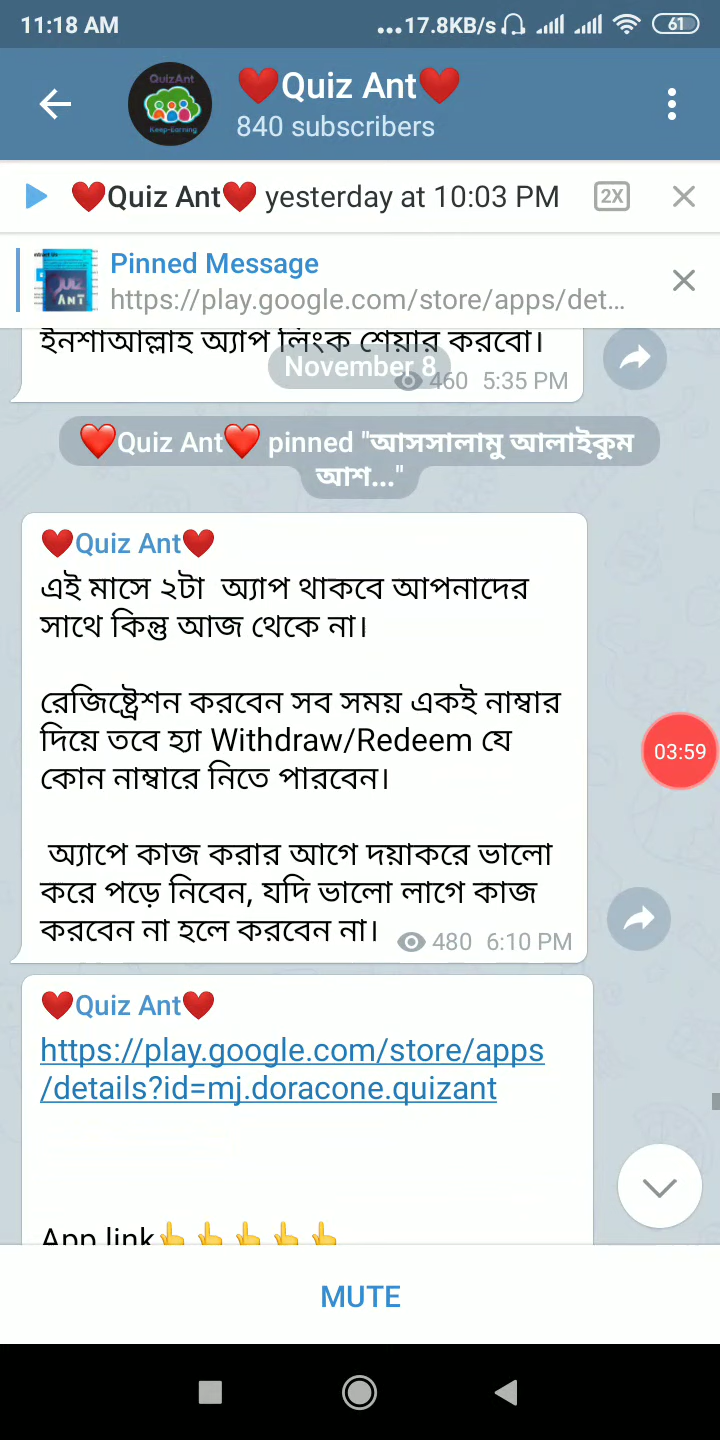 11:18 AM
...17.8KB/s
61
QuizAnt
Keep-Earning
❤️Quiz Ant❤️
840 subscribers
❤️Quiz Ant❤️ yesterday at 10:03 PM
2X
Pinned Message
https://play.google.com/store/apps/det...
ইনশাআল্লাহ অ্যাপ লিংক শেয়ার করবো।
November 8
460 5:35 PM
❤️Quiz Ant❤️ pinned "আসসালামু আলাইকুম
আশ..."
❤️Quiz Ant❤️
এই মাসে ২টা অ্যাপ থাকবে আপনাদের
সাথে কিন্তু আজ থেকে না।
রেজিষ্ট্রেশন করবেন সব সময় একই নাম্বার
দিয়ে তবে হ্যা Withdraw/Redeem যে
কোন নাম্বারে নিতে পারবেন।
03:59
অ্যাপে কাজ করার আগে দয়াকরে ভালো
করে পড়ে নিবেন, যদি ভালো লাগে কাজ
করবেন না হলে করবেন না।
480 6:10 PM
❤️Quiz Ant❤️
https://play.google.com/store/apps
/details?id=mj.doracone.quizant
App link👆👆👆👆👆
MUTE